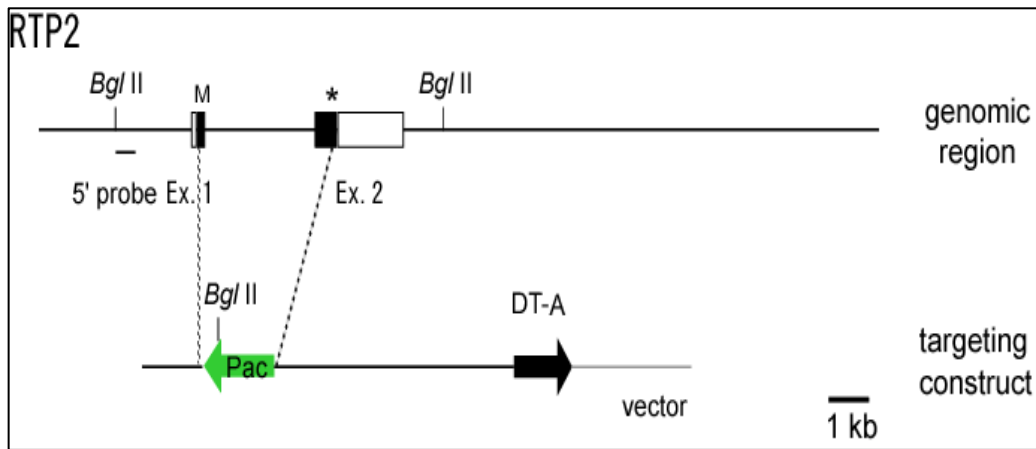 RTP2
Bgl II
M
*
Bgl II
genomic
region
5' probe
Ex. 1
Ex. 2
Bgl II
DT-A
Pac
targeting
construct
vector
1 kb